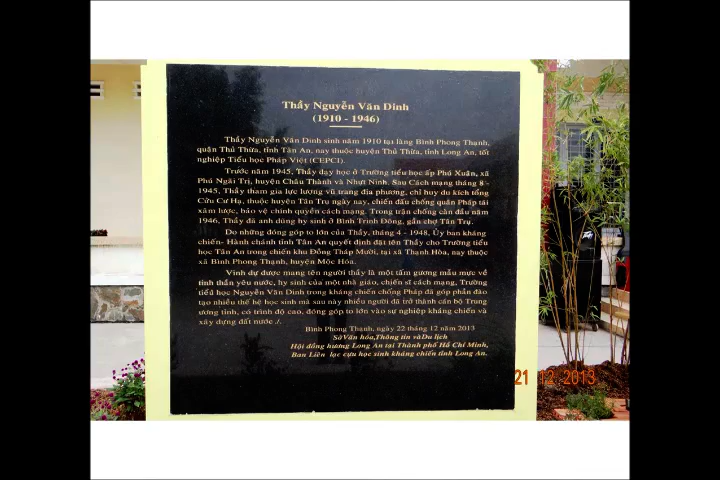 Thầy Nguyễn Văn Dinh
(1910 - 1946)
Thầy Nguyễn Văn Dinh sinh năm 1910 tại làng Bình Phong Thạnh,
quận Thủ Thừa, tỉnh Tân An, nay thuộc huyện Thủ Thừa, tỉnh Long An, tốt
nghiệp Tiểu học Pháp Việt (CEPCI).
Trước năm 1945, Thầy dạy học ở Trường tiểu học ấp Phú Xuân, xã
Phú Ngãi Trị, huyện Châu Thành và Nhựt Ninh. Sau Cách mạng tháng 8-
1945, Thầy tham gia lực lượng vũ trang địa phương, chỉ huy du kích tổng
Cửu Cư Hạ, thuộc huyện Tân Trụ ngày nay, chiến đấu chống quân Pháp tái
xâm lược, bảo vệ chính quyền cách mạng. Trong trận chống càn đầu năm
1946, Thầy đã anh dũng hy sinh ở Bình Trinh Đông, gần chợ Tân Trụ.
Do những đóng góp to lớn của Thầy, tháng 4 - 1948, Ủy ban kháng
chiến- Hành chánh tỉnh Tân An quyết định đặt tên Thầy cho Trường tiểu
học Tân An trong chiến khu Đồng Tháp Mười, tại xã Thạnh Hòa, nay thuộc
xã Bình Phong Thạnh, huyện Mộc Hóa.
Vinh dự được mang tên người thầy là một tấm gương mẫu mực về
tinh thần yêu nước, hy sinh của một nhà giáo, chiến sĩ cách mạng, Trường
tiểu học Nguyễn Văn Dinh trong kháng chiến chống Pháp đã góp phần đào
tạo nhiều thế hệ học sinh mà sau này nhiều người đã trở thành cán bộ Trung
ương tỉnh, có trình độ cao, đóng góp to lớn vào sự nghiệp kháng chiến và
xây dựng đất nước ./.
Bình Phong Thạnh, ngày 22 tháng 12 năm 2013
Sở Văn hóa,Thông tin và Du lịch
Hội đồng hương Long An tại Thành phố Hồ Chí Minh,
Ban Liên lạc cựu học sinh kháng chiến tỉnh Long An.
21 12 2013